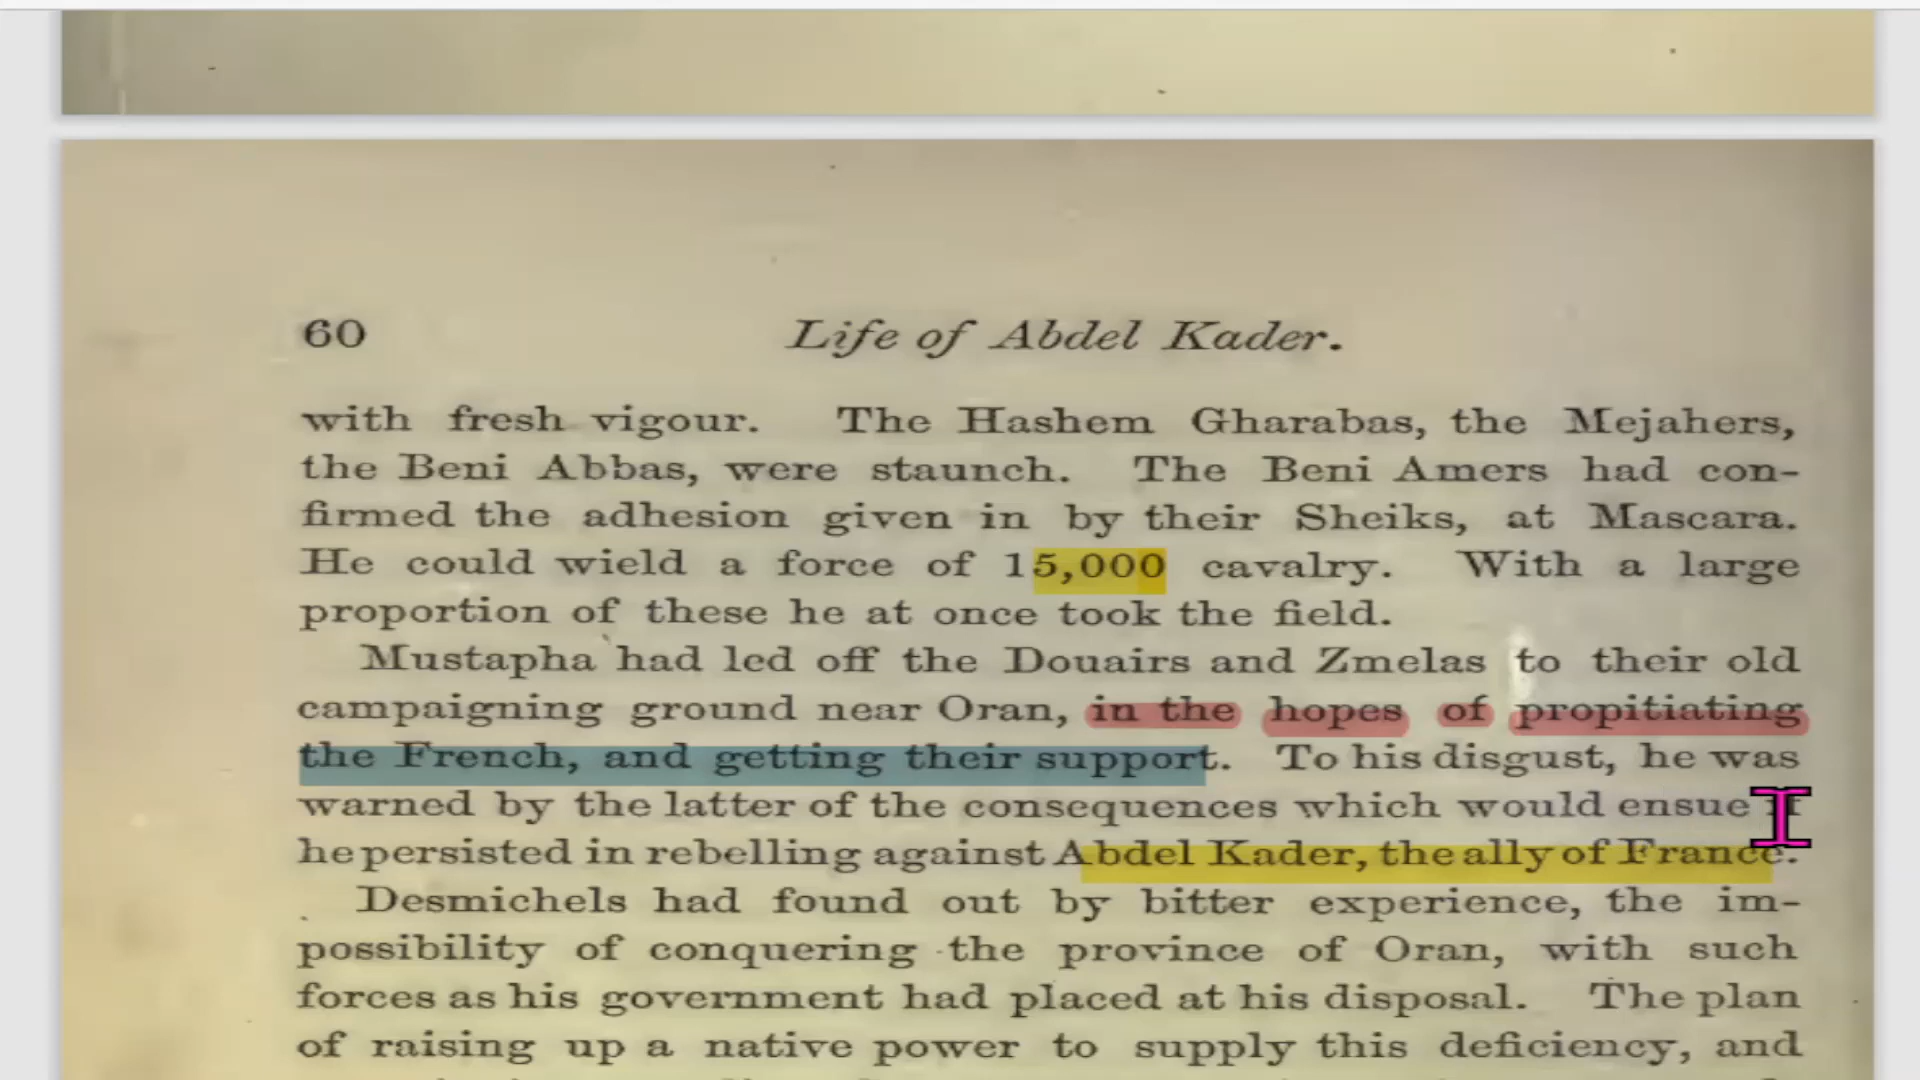 60
Life of Abdel Kader.
with fresh vigour. The Hashem Gharabas, the Mejahers,
the Beni Abbas, were staunch. The Beni Amers had con-
firmed the adhesion given in by their Sheiks, at Mascara.
He could wield a force of 15,000 cavalry. With a large
proportion of these he at once took the field.
Mustapha had led off the Douairs and Zmelas to their old
campaigning ground near Oran, in the hopes of propitiating
the French, and getting their support. To his disgust, he was
warned by the latter of the consequences which would ensue
he persisted in rebelling against Abdel Kader, the ally of France.
Desmichels had found out by bitter experience, the im-
possibility of conquering the province of Oran, with such
forces as his government had placed at his disposal. The plan
of raising up a native power to supply this deficiency, and